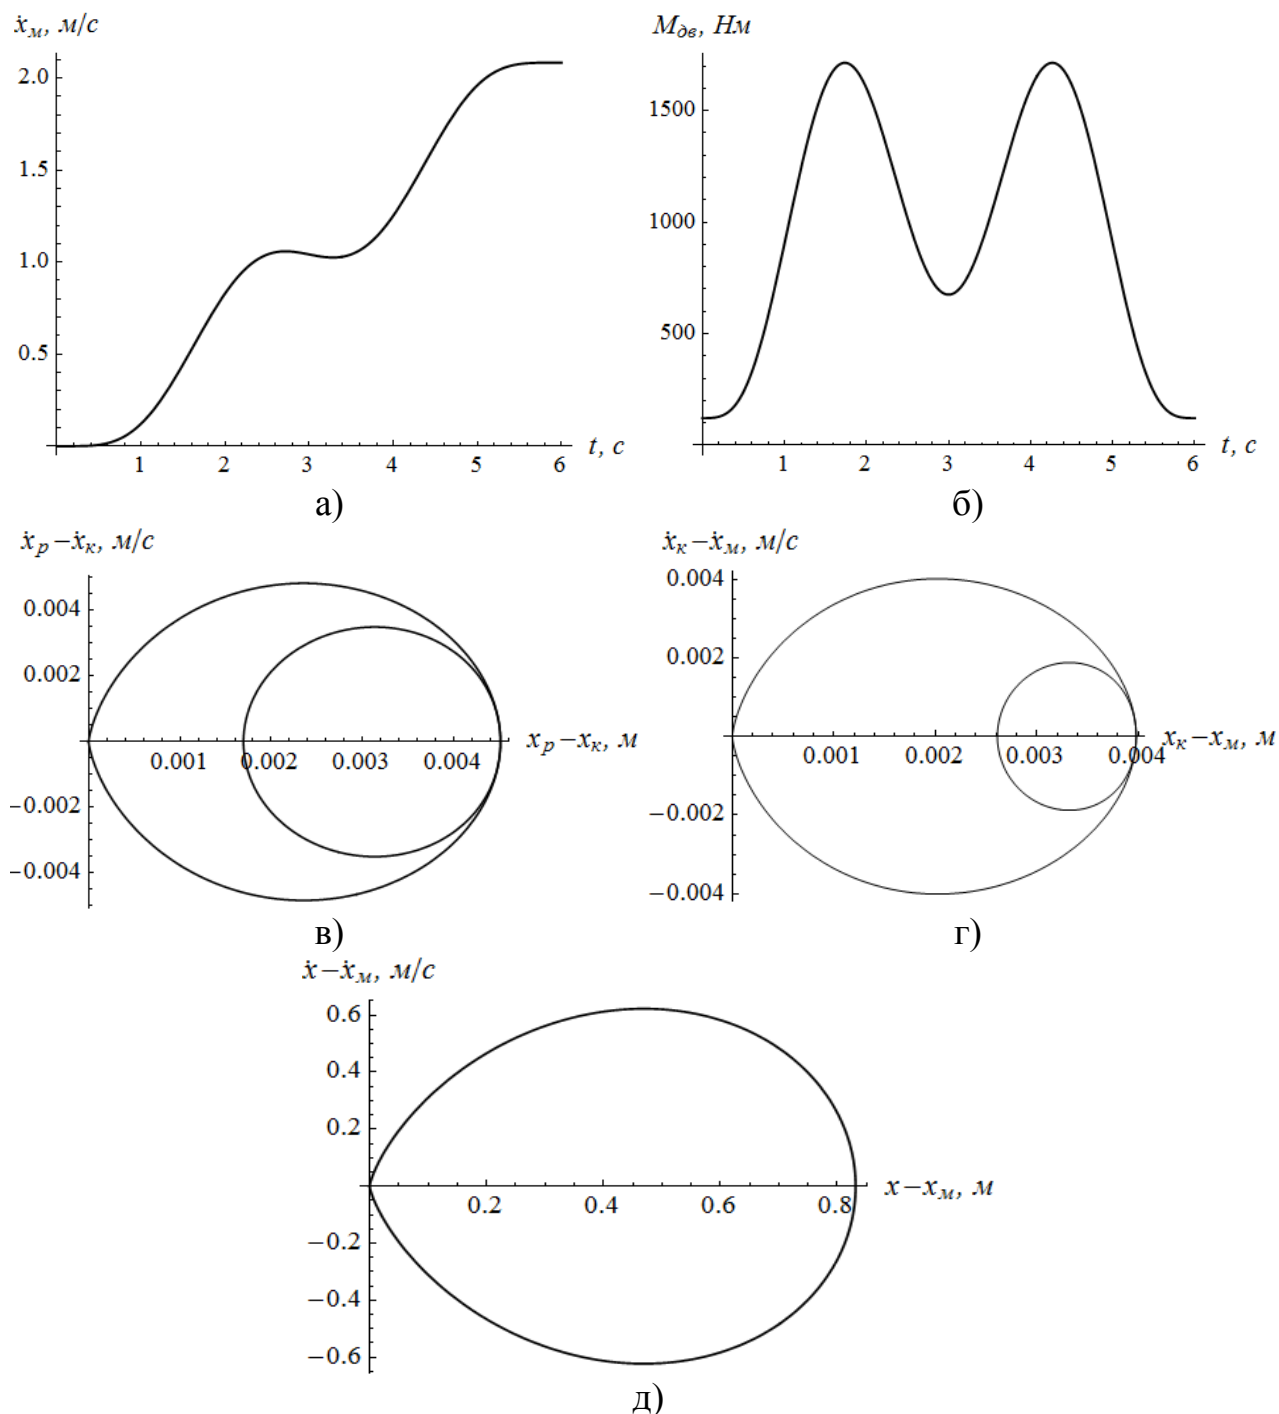 ẋм, м/с
2.0
1.5
1.0
0.5
1 2 3 4 5 6 t, с
а)
Mдв, Нм
1500
1000
500
1 2 3 4 5 6 t, с
б)
ẋр−ẋк, м/с
0.004
0.002
0.001 0.002 0.003 0.004 xр−xк, м
−0.002
−0.004
в)
ẋк−ẋм, м/с
0.004
0.002
0.001 0.002 0.003 0.004 xк−xм, м
−0.002
−0.004
г)
ẋ−ẋм, м/с
0.6
0.4
0.2
0.2 0.4 0.6 0.8 x−xм, м
−0.2
−0.4
−0.6
д)